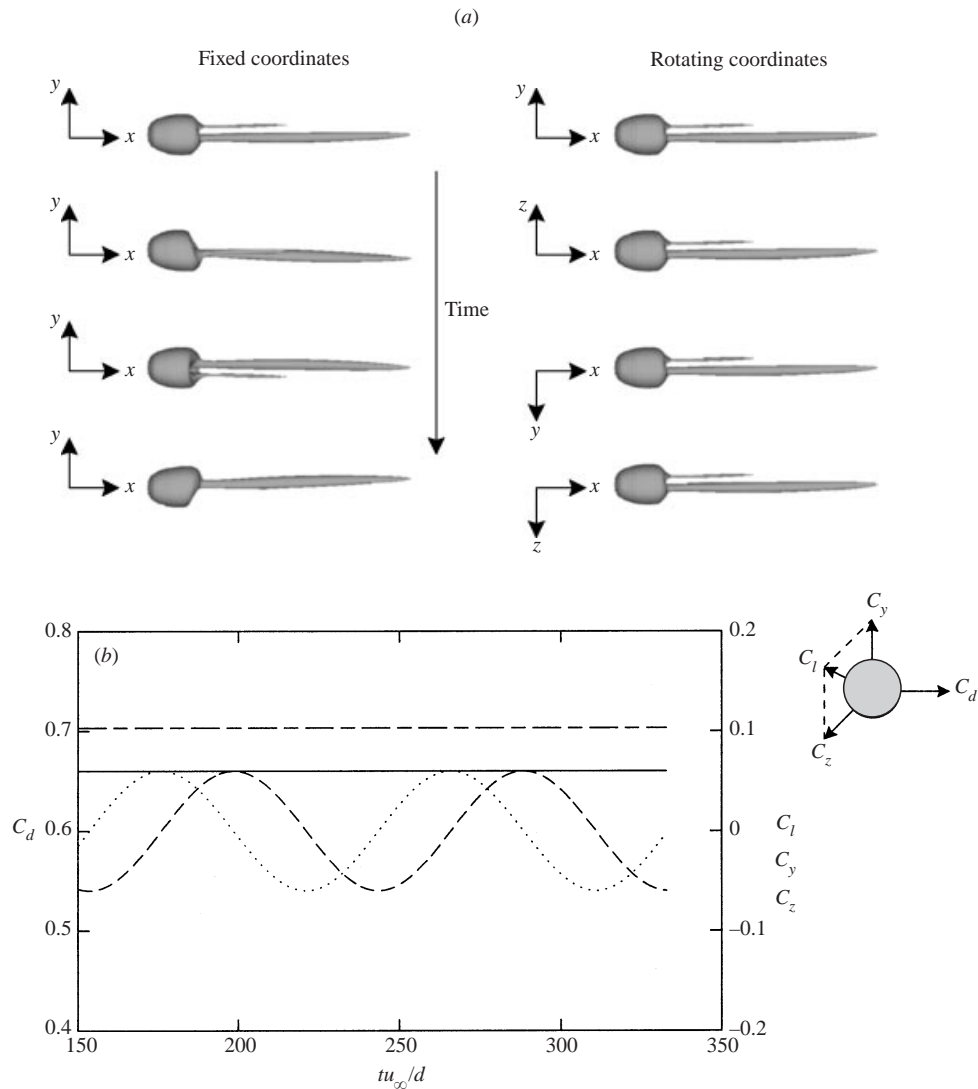 (a)
Fixed coordinates
Rotating coordinates
y
x
y
x
y
x
z
x
Time
y
x
x
y
y
x
x
z
(b)
0.8
0.7
C_d 0.6
0.5
0.4
0.2
0.1
0
–0.1
–0.2
C_l
C_y
C_z
150
200
250
300
350
tu_∞/d
C_y
C_l
C_d
C_z